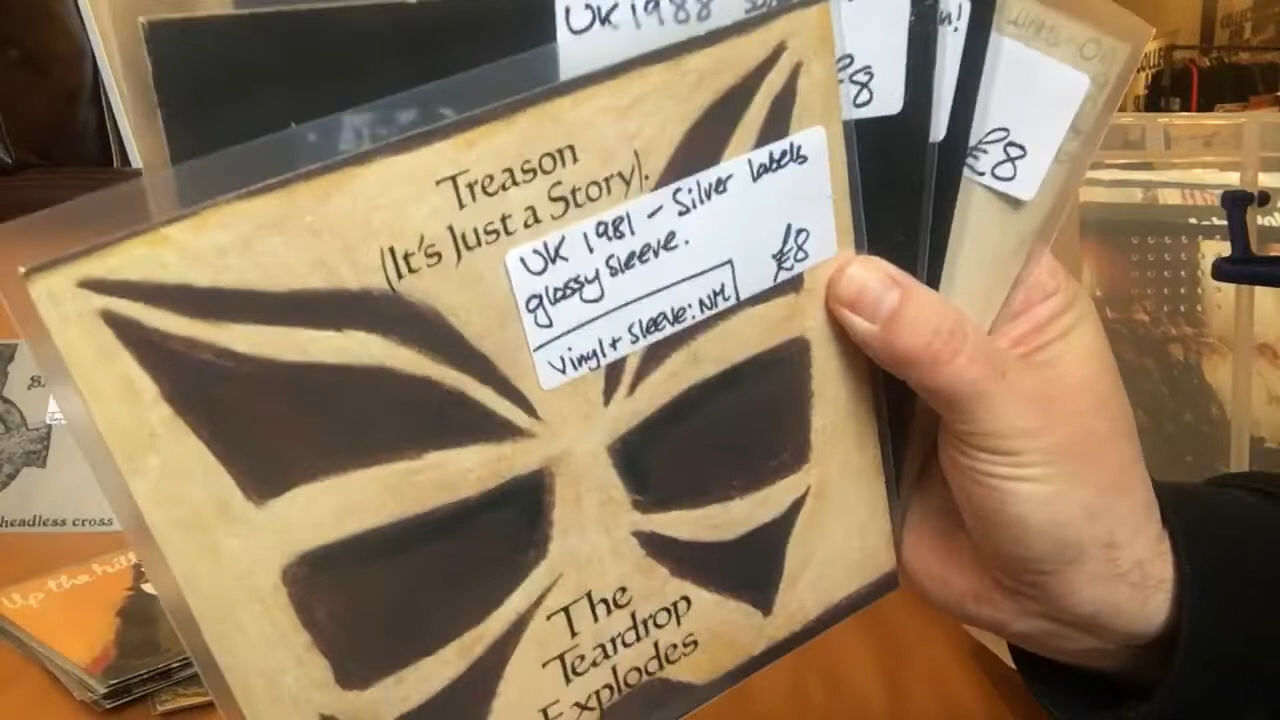 UK 1988
£8
n!
£8
Treason
(It's Just a Story).
UK 1981 - Silver labels
glossy sleeve.
£8
Vinyl + Sleeve: NM
The
Teardrop
Explodes
headless cross
Up the hill